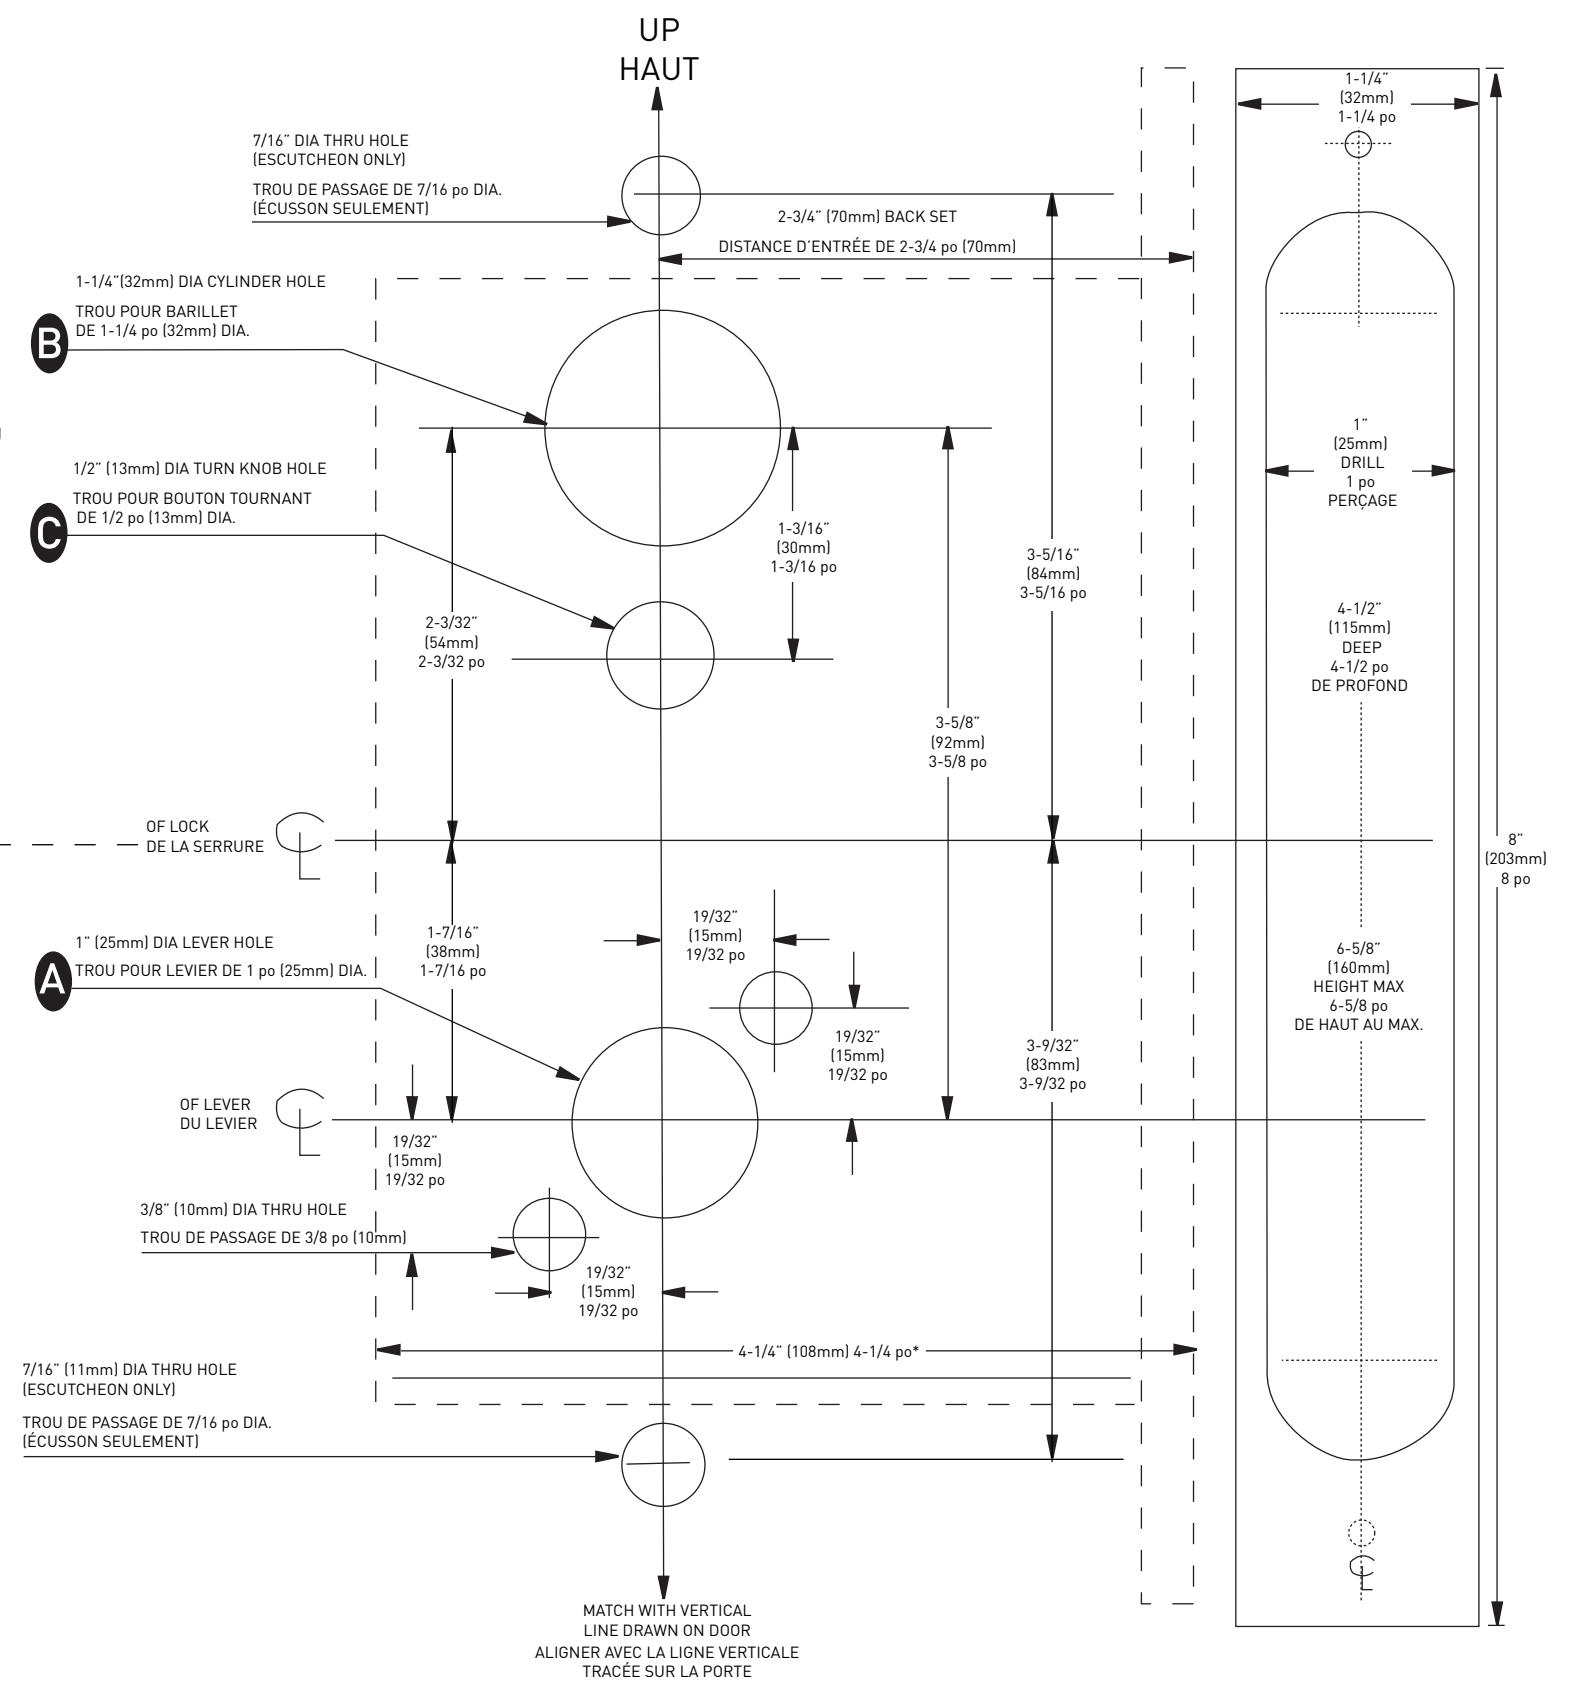 UP
HAUT
7/16” DIA THRU HOLE
(ESCUTCHEON ONLY)
TROU DE PASSAGE DE 7/16 po DIA.
(ÉCUSSON SEULEMENT)
2-3/4” (70mm) BACK SET
DISTANCE D’ENTRÉE DE 2-3/4 po (70mm)
1-1/4”
(32mm)
1-1/4 po
1-1/4”(32mm) DIA CYLINDER HOLE
TROU POUR BARILLET
DE 1-1/4 po (32mm) DIA.
B
1/2” (13mm) DIA TURN KNOB HOLE
TROU POUR BOUTON TOURNANT
DE 1/2 po (13mm) DIA.
C
1-3/16”
(30mm)
1-3/16 po
3-5/16”
(84mm)
3-5/16 po
1”
(25mm)
DRILL
1 po
PERÇAGE
2-3/32”
(54mm)
2-3/32 po
4-1/2”
(115mm)
DEEP
4-1/2 po
DE PROFOND
3-5/8”
(92mm)
3-5/8 po
OF LOCK
DE LA SERRURE
8”
(203mm)
8 po
1” (25mm) DIA LEVER HOLE
TROU POUR LEVIER DE 1 po (25mm) DIA.
A
1-7/16”
(38mm)
1-7/16 po
19/32”
(15mm)
19/32 po
19/32”
(15mm)
19/32 po
3-9/32”
(83mm)
3-9/32 po
6-5/8”
(160mm)
HEIGHT MAX
6-5/8 po
DE HAUT AU MAX.
OF LEVER
DU LEVIER
19/32”
(15mm)
19/32 po
3/8” (10mm) DIA THRU HOLE
TROU DE PASSAGE DE 3/8 po (10mm)
19/32”
(15mm)
19/32 po
4-1/4” (108mm) 4-1/4 po*
7/16” (11mm) DIA THRU HOLE
(ESCUTCHEON ONLY)
TROU DE PASSAGE DE 7/16 po DIA.
(ÉCUSSON SEULEMENT)
MATCH WITH VERTICAL
LINE DRAWN ON DOOR
ALIGNER AVEC LA LIGNE VERTICALE
TRACÉE SUR LA PORTE